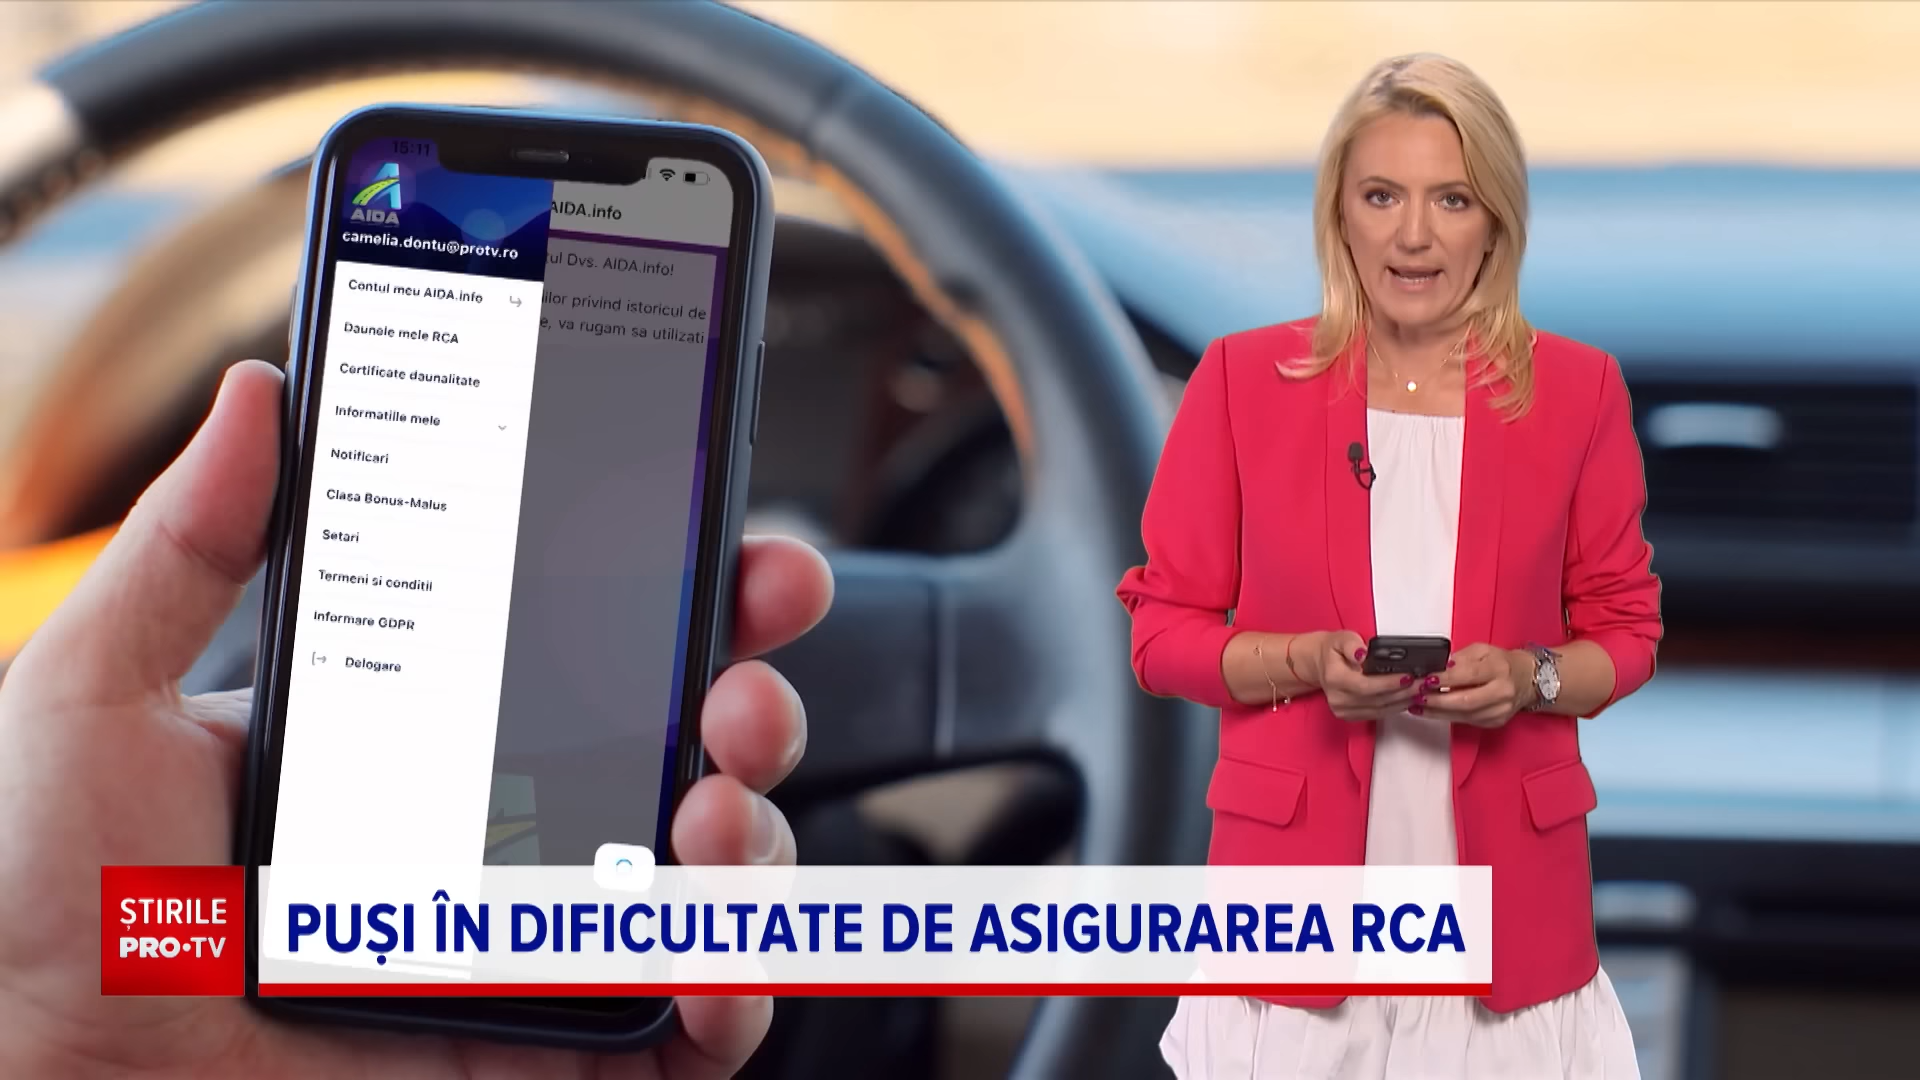 15:11
AIDA
camelia.dontu@protv.ro
Contul meu AIDA.info
Daunele mele RCA
Certificate daunalitate
Informatiile mele
Notificari
Clasa Bonus-Malus
Setari
Termeni si conditii
Informare GDPR
Delogare
AIDA.info
Dvs. AIDA.info!
privind istoricul de
va rugam sa utilizati
ȘTIRILE
PRO•TV
PUȘI ÎN DIFICULTATE DE ASIGURAREA RCA